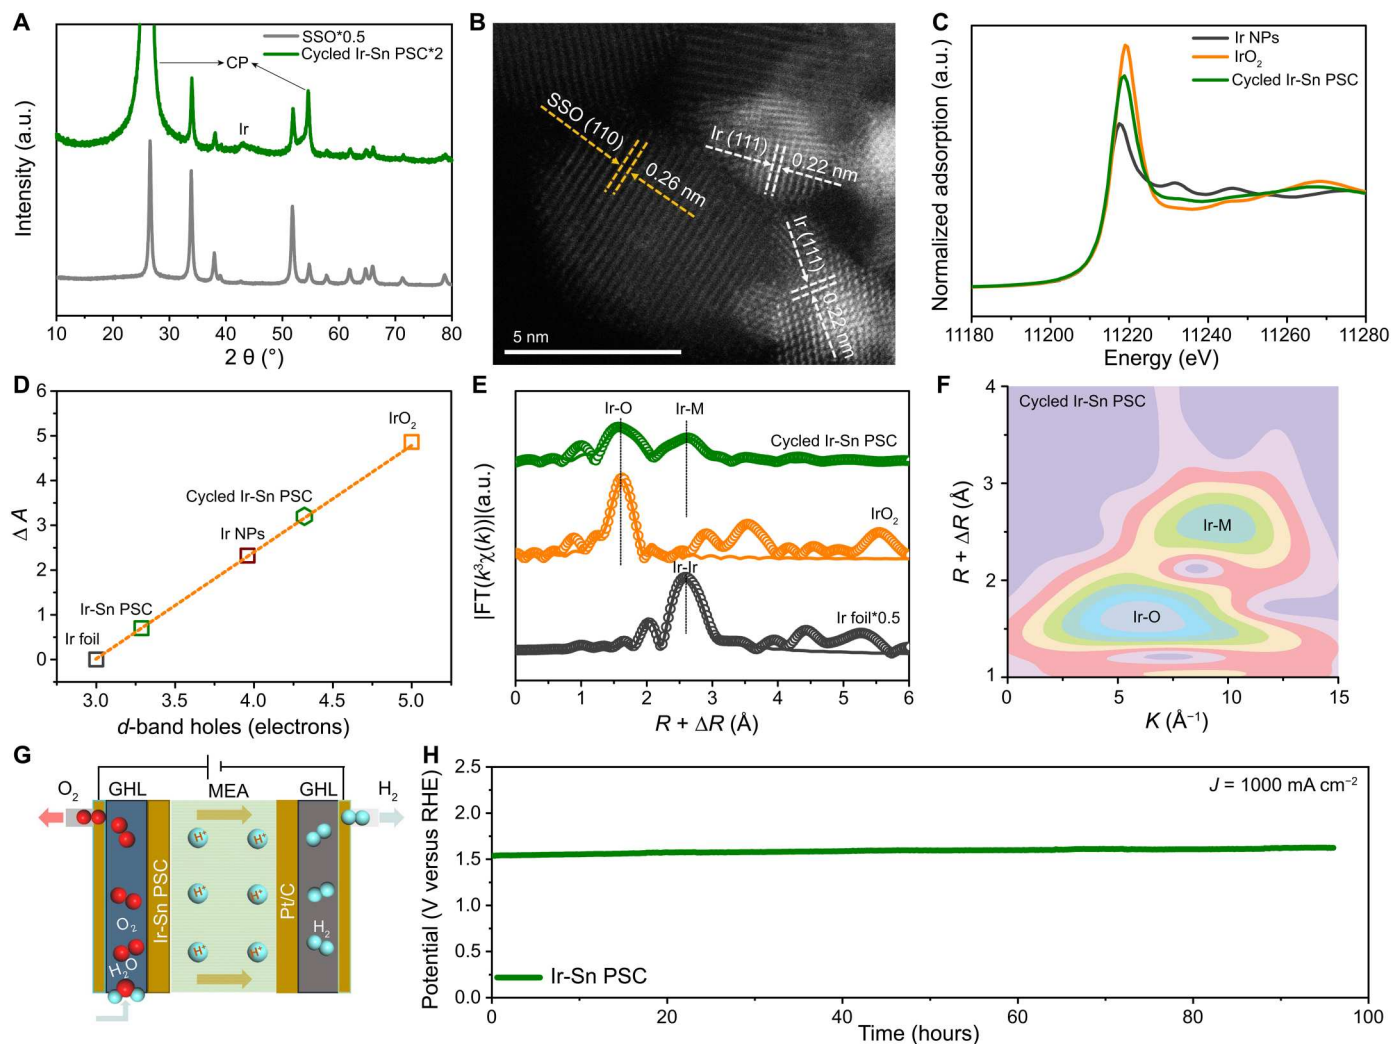 A
SSO*0.5
Cycled Ir-Sn PSC*2
CP
Ir
Intensity (a.u.)
10 20 30 40 50 60 70 80
2 θ (°)
B
SSO (110)
0.26 nm
Ir (111)
0.22 nm
Ir (111)
0.22 nm
5 nm
C
Ir NPs
IrO₂
Cycled Ir-Sn PSC
Normalized adsorption (a.u.)
11180 11200 11220 11240 11260 11280
Energy (eV)
D
6
5
4
3
2
1
0
Δ A
IrO₂
Cycled Ir-Sn PSC
Ir NPs
Ir-Sn PSC
Ir foil
3.0 3.5 4.0 4.5 5.0
d-band holes (electrons)
E
Ir-O Ir-M
Cycled Ir-Sn PSC
IrO₂
Ir-Ir
Ir foil*0.5
|FT(k³χ(k))|(a.u.)
0 1 2 3 4 5 6
R + ΔR (Å)
F
Cycled Ir-Sn PSC
Ir-M
Ir-O
4
3
2
1
R + ΔR (Å)
0 5 10 15
K (Å⁻¹)
G
O₂ GHL MEA GHL H₂
Ir-Sn PSC
Pt/C
H⁺ H⁺
H⁺ H⁺
H⁺ H⁺
O₂
H₂O
H₂
H
2.5
2.0
1.5
1.0
0.5
0.0
Potential (V versus RHE)
J = 1000 mA cm⁻²
Ir-Sn PSC
0 20 40 60 80 100
Time (hours)